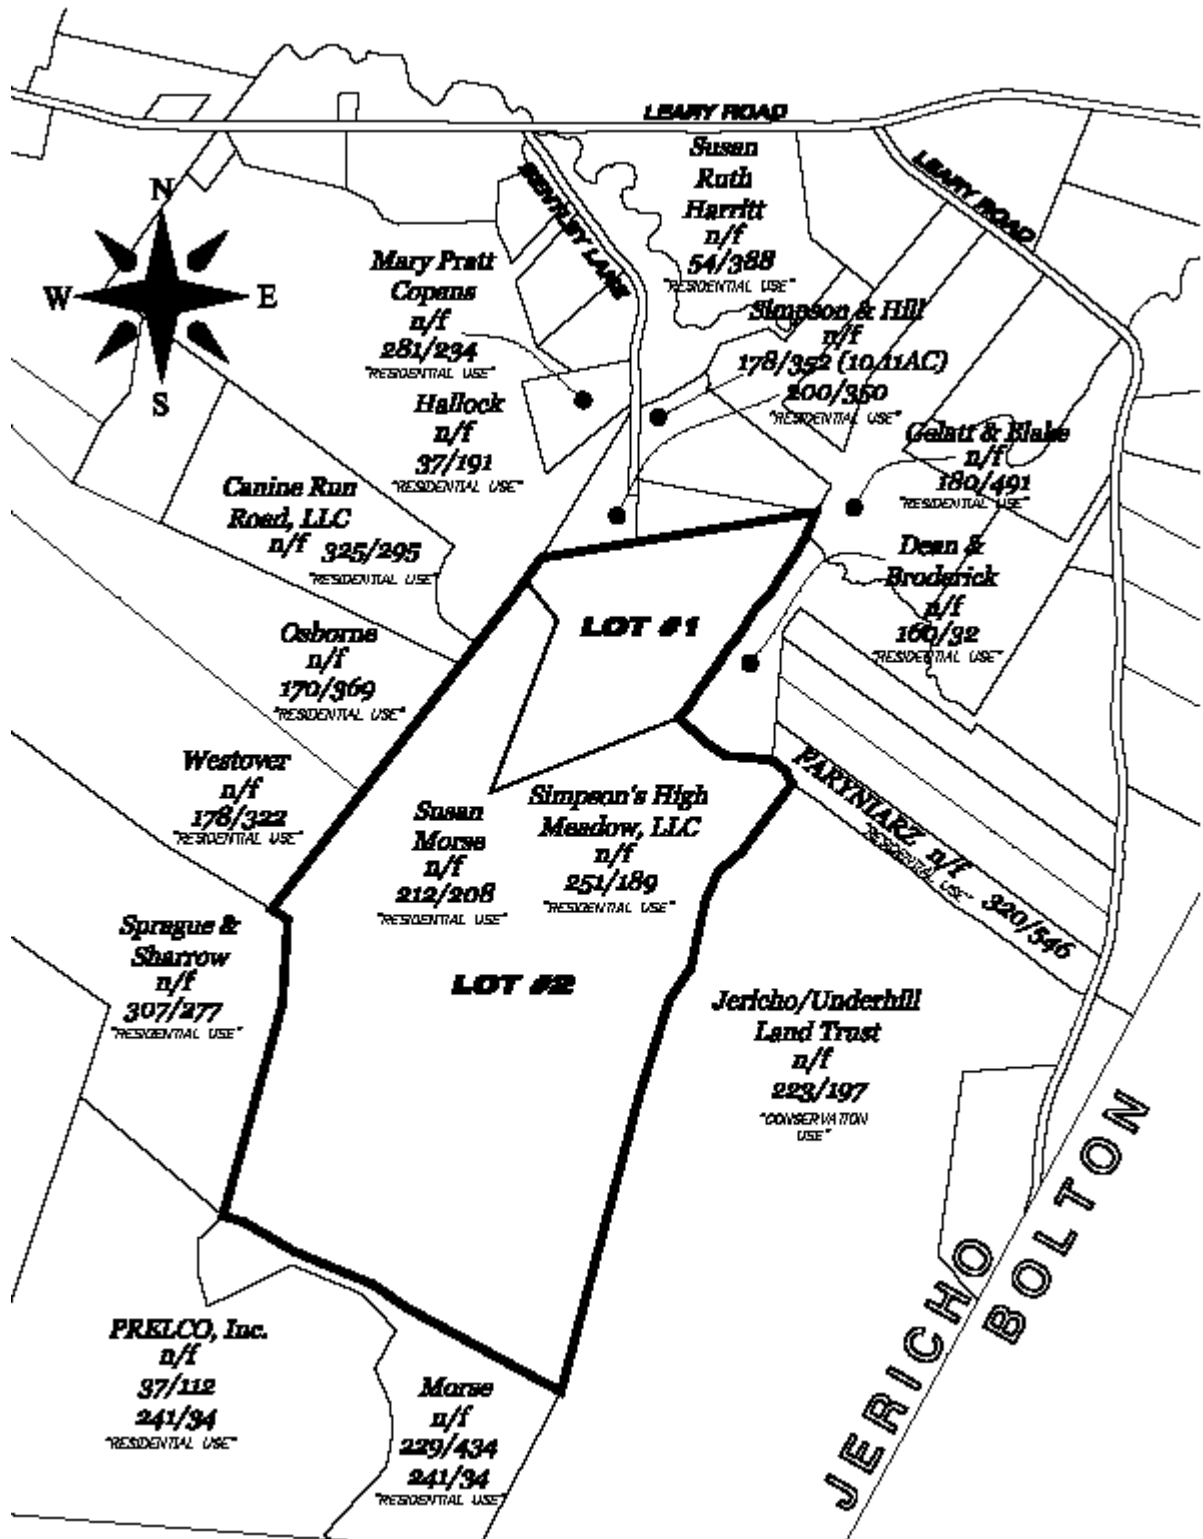 LEARY ROAD
LEARY ROAD
BENTLEY LANE
N
W
E
S
Susan
Ruth
Harritt
n/f
54/388
"RESIDENTIAL USE"
Mary Pratt
Copans
n/f
281/234
"RESIDENTIAL USE"
Simpson & Hill
n/f
178/352 (10.11AC)
200/350
"RESIDENTIAL USE"
Hallock
n/f
37/191
"RESIDENTIAL USE"
Gelatt & Blake
n/f
180/491
"RESIDENTIAL USE"
Canine Run
Road, LLC
n/f 325/295
"RESIDENTIAL USE"
Dean &
Broderick
n/f
160/32
"RESIDENTIAL USE"
LOT #1
Osborne
n/f
170/369
"RESIDENTIAL USE"
Westover
n/f
178/322
"RESIDENTIAL USE"
Susan
Morse
n/f
212/208
"RESIDENTIAL USE"
Simpson's High
Meadow, LLC
n/f
251/189
"RESIDENTIAL USE"
PARYNIARZ n/f 320/546
"RESIDENTIAL USE"
Sprague &
Sharrow
n/f
307/277
"RESIDENTIAL USE"
LOT #2
Jericho/Underhill
Land Trust
n/f
223/197
"CONSERVATION
USE"
JERICHO
BOLTON
PRELCO, Inc.
n/f
37/112
241/34
"RESIDENTIAL USE"
Morse
n/f
229/434
241/34
"RESIDENTIAL USE"